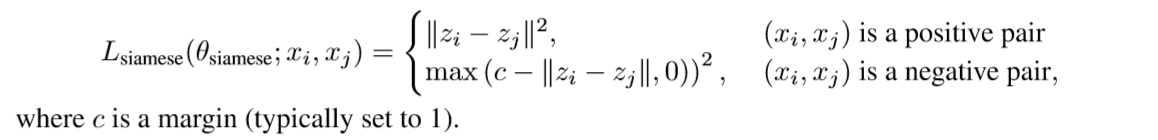 L_siamese(θ_siamese; x_i, x_j) = { ‖z_i − z_j‖², (x_i, x_j) is a positive pair
max (c − ‖z_i − z_j‖, 0))², (x_i, x_j) is a negative pair,
where c is a margin (typically set to 1).